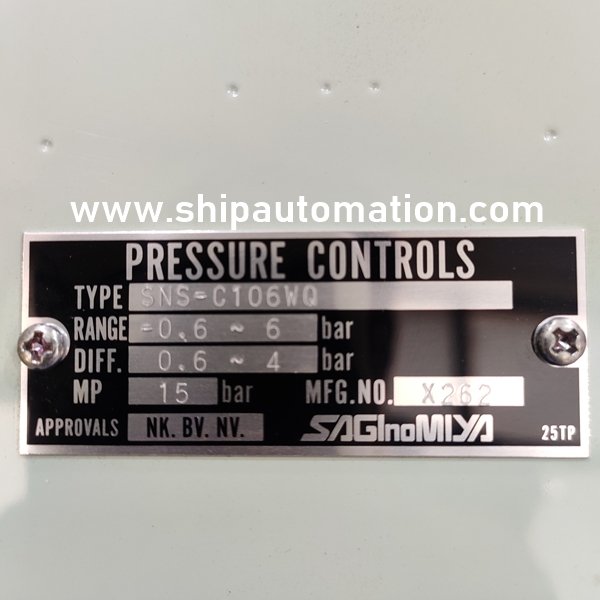 www.shipautomation.com
PRESSURE CONTROLS
TYPE SNS-C106WQ
RANGE -0.6 ~ 6 bar
DIFF. 0.6 ~ 4 bar
MP 15 bar MFG.NO. X262
APPROVALS NK. BV. NV. SAGInoMIYA 25TP